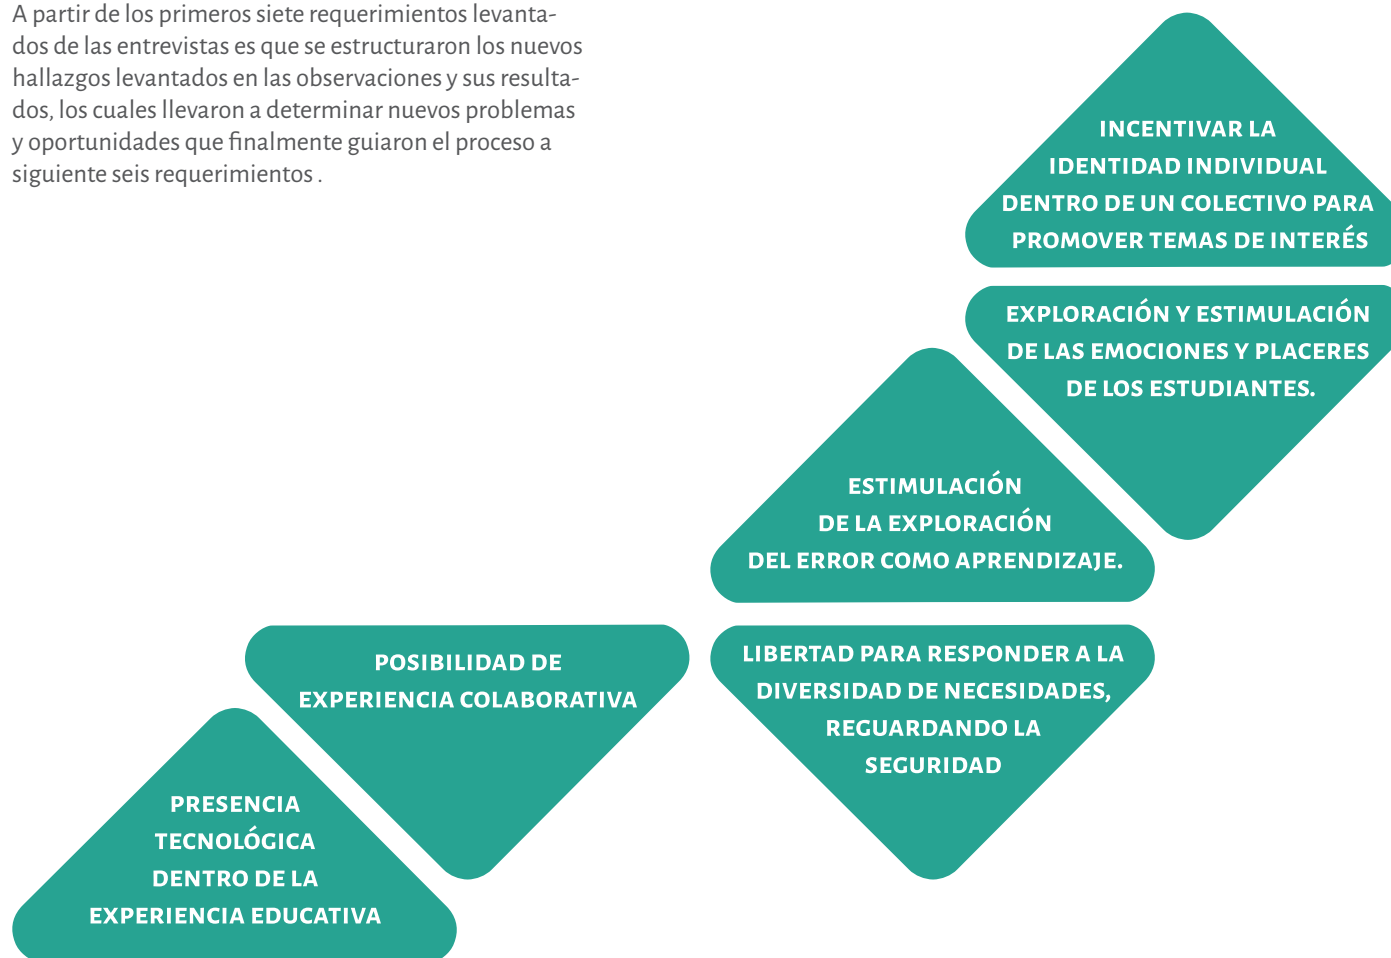 A partir de los primeros siete requerimientos levanta-
dos de las entrevistas es que se estructuraron los nuevos
hallazgos levantados en las observaciones y sus resulta-
dos, los cuales llevaron a determinar nuevos problemas
y oportunidades que finalmente guiaron el proceso a
siguiente seis requerimientos .
INCENTIVAR LA
IDENTIDAD INDIVIDUAL
DENTRO DE UN COLECTIVO PARA
PROMOVER TEMAS DE INTERÉS
EXPLORACIÓN Y ESTIMULACIÓN
DE LAS EMOCIONES Y PLACERES
DE LOS ESTUDIANTES.
ESTIMULACIÓN
DE LA EXPLORACIÓN
DEL ERROR COMO APRENDIZAJE.
LIBERTAD PARA RESPONDER A LA
DIVERSIDAD DE NECESIDADES,
REGUARDANDO LA
SEGURIDAD
POSIBILIDAD DE
EXPERIENCIA COLABORATIVA
PRESENCIA
TECNOLÓGICA
DENTRO DE LA
EXPERIENCIA EDUCATIVA